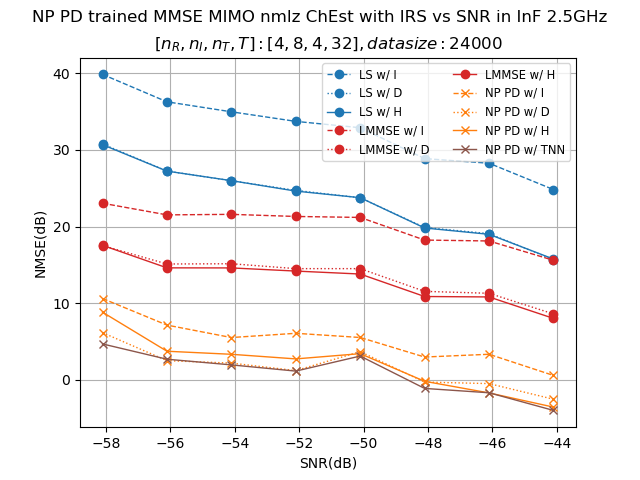 NP PD trained MMSE MIMO nmlz ChEst with IRS vs SNR in InF 2.5GHz
[n_R, n_I, n_T, T]: [4, 8, 4, 32], datasize: 24000
LS w/ I
LS w/ D
LS w/ H
LMMSE w/ I
LMMSE w/ D
LMMSE w/ H
NP PD w/ I
NP PD w/ D
NP PD w/ H
NP PD w/ TNN
NMSE(dB)
40
30
20
10
0
−58
−56
−54
−52
−50
−48
−46
−44
SNR(dB)